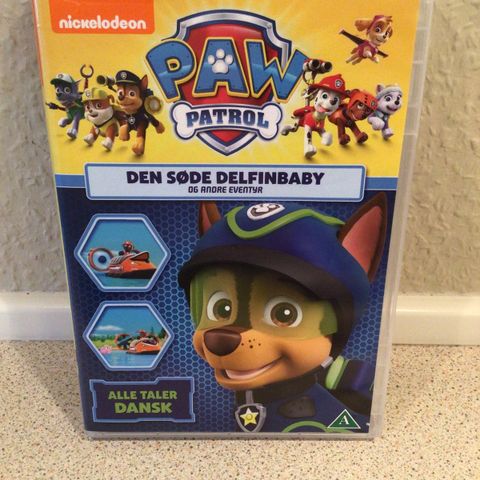 nickelodeon
PAW
PATROL
DEN SØDE DELFINBABY
OG ANDRE EVENTYR
ALLE TALER
DANSK
A